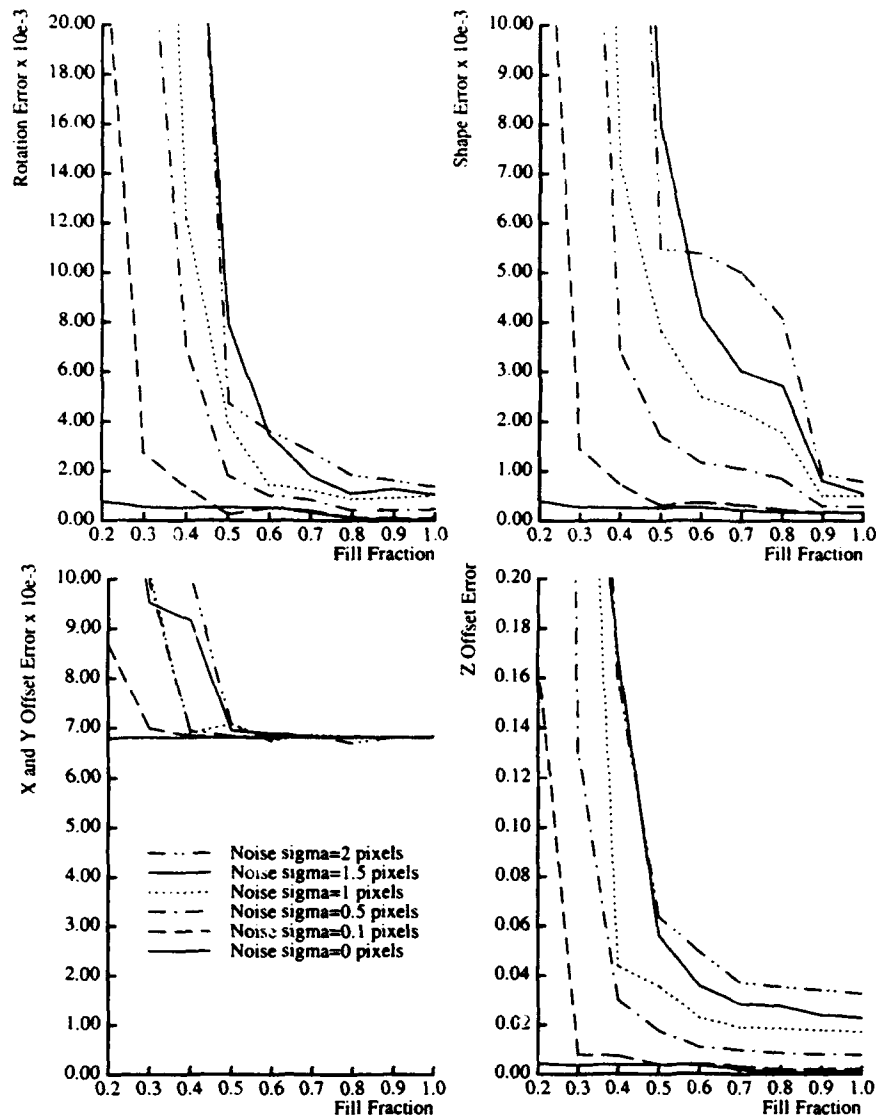 Rotation Error x 10e-3
20.00
18.00
16.00
14.00
12.00
10.00
8.00
6.00
4.00
2.00
0.00
0.2 0.3 0.4 0.5 0.6 0.7 0.8 0.9 1.0
Fill Fraction
Shape Error x 10e-3
10.00
9.00
8.00
7.00
6.00
5.00
4.00
3.00
2.00
1.00
0.00
0.2 0.3 0.4 0.5 0.6 0.7 0.8 0.9 1.0
Fill Fraction
X and Y Offset Error x 10e-3
10.00
9.00
8.00
7.00
6.00
5.00
4.00
3.00
2.00
1.00
0.00
Noise sigma=2 pixels
Noise sigma=1.5 pixels
Noise sigma=1 pixels
Noise sigma=0.5 pixels
Noise sigma=0.1 pixels
Noise sigma=0 pixels
0.2 0.3 0.4 0.5 0.6 0.7 0.8 0.9 1.0
Fill Fraction
Z Offset Error
0.20
0.18
0.16
0.14
0.12
0.10
0.08
0.06
0.04
0.02
0.00
0.2 0.3 0.4 0.5 0.6 0.7 0.8 0.9 1.0
Fill Fraction